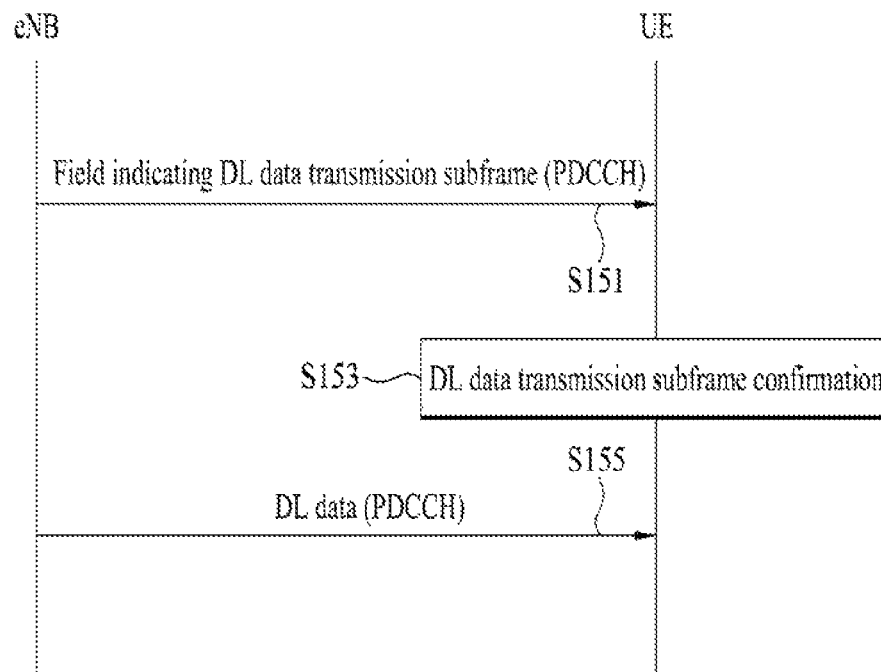 eNB
UE
Field indicating DL data transmission subframe (PDCCH)
S151
S153
DL data transmission subframe confirmation
S155
DL data (PDCCH)